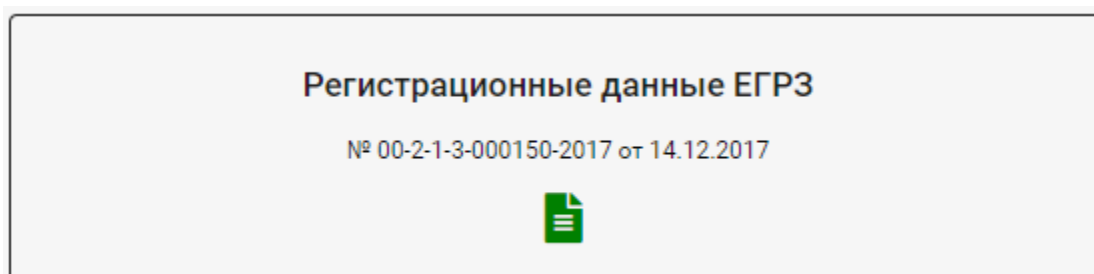 Регистрационные данные ЕГРЗ
№ 00-2-1-3-000150-2017 от 14.12.2017